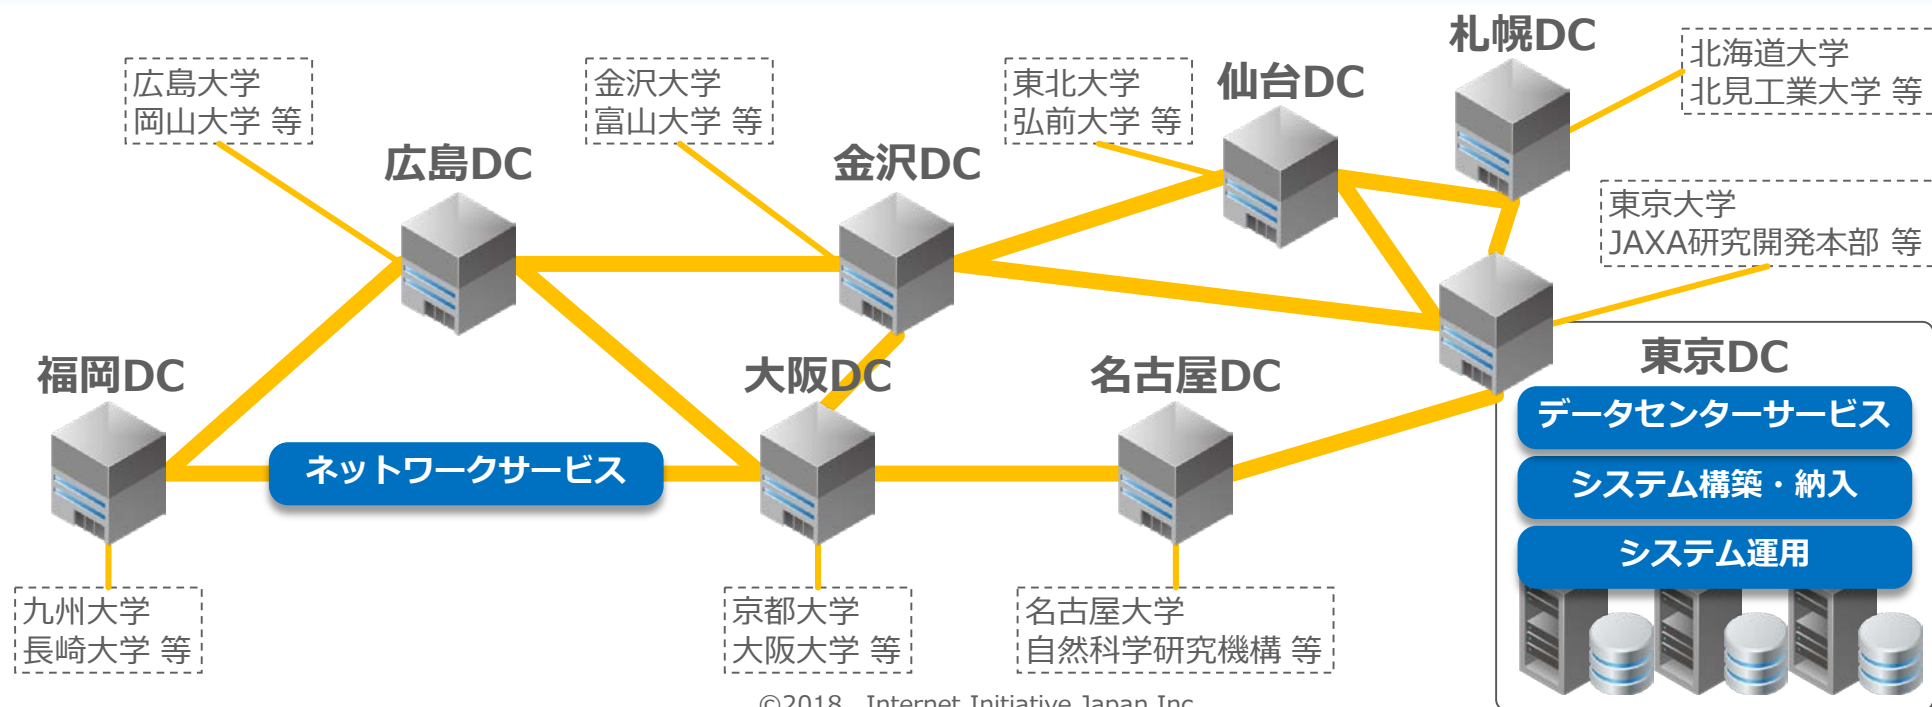 札幌DC
北海道大学
北見工業大学 等
広島大学
岡山大学 等
金沢大学
富山大学 等
東北大学
弘前大学 等
仙台DC
広島DC
金沢DC
東京大学
JAXA研究開発本部 等
福岡DC
大阪DC
名古屋DC
東京DC
データセンターサービス
ネットワークサービス
システム構築・納入
システム運用
九州大学
長崎大学 等
京都大学
大阪大学 等
名古屋大学
自然科学研究機構 等
©2018 Internet Initiative Japan Inc.